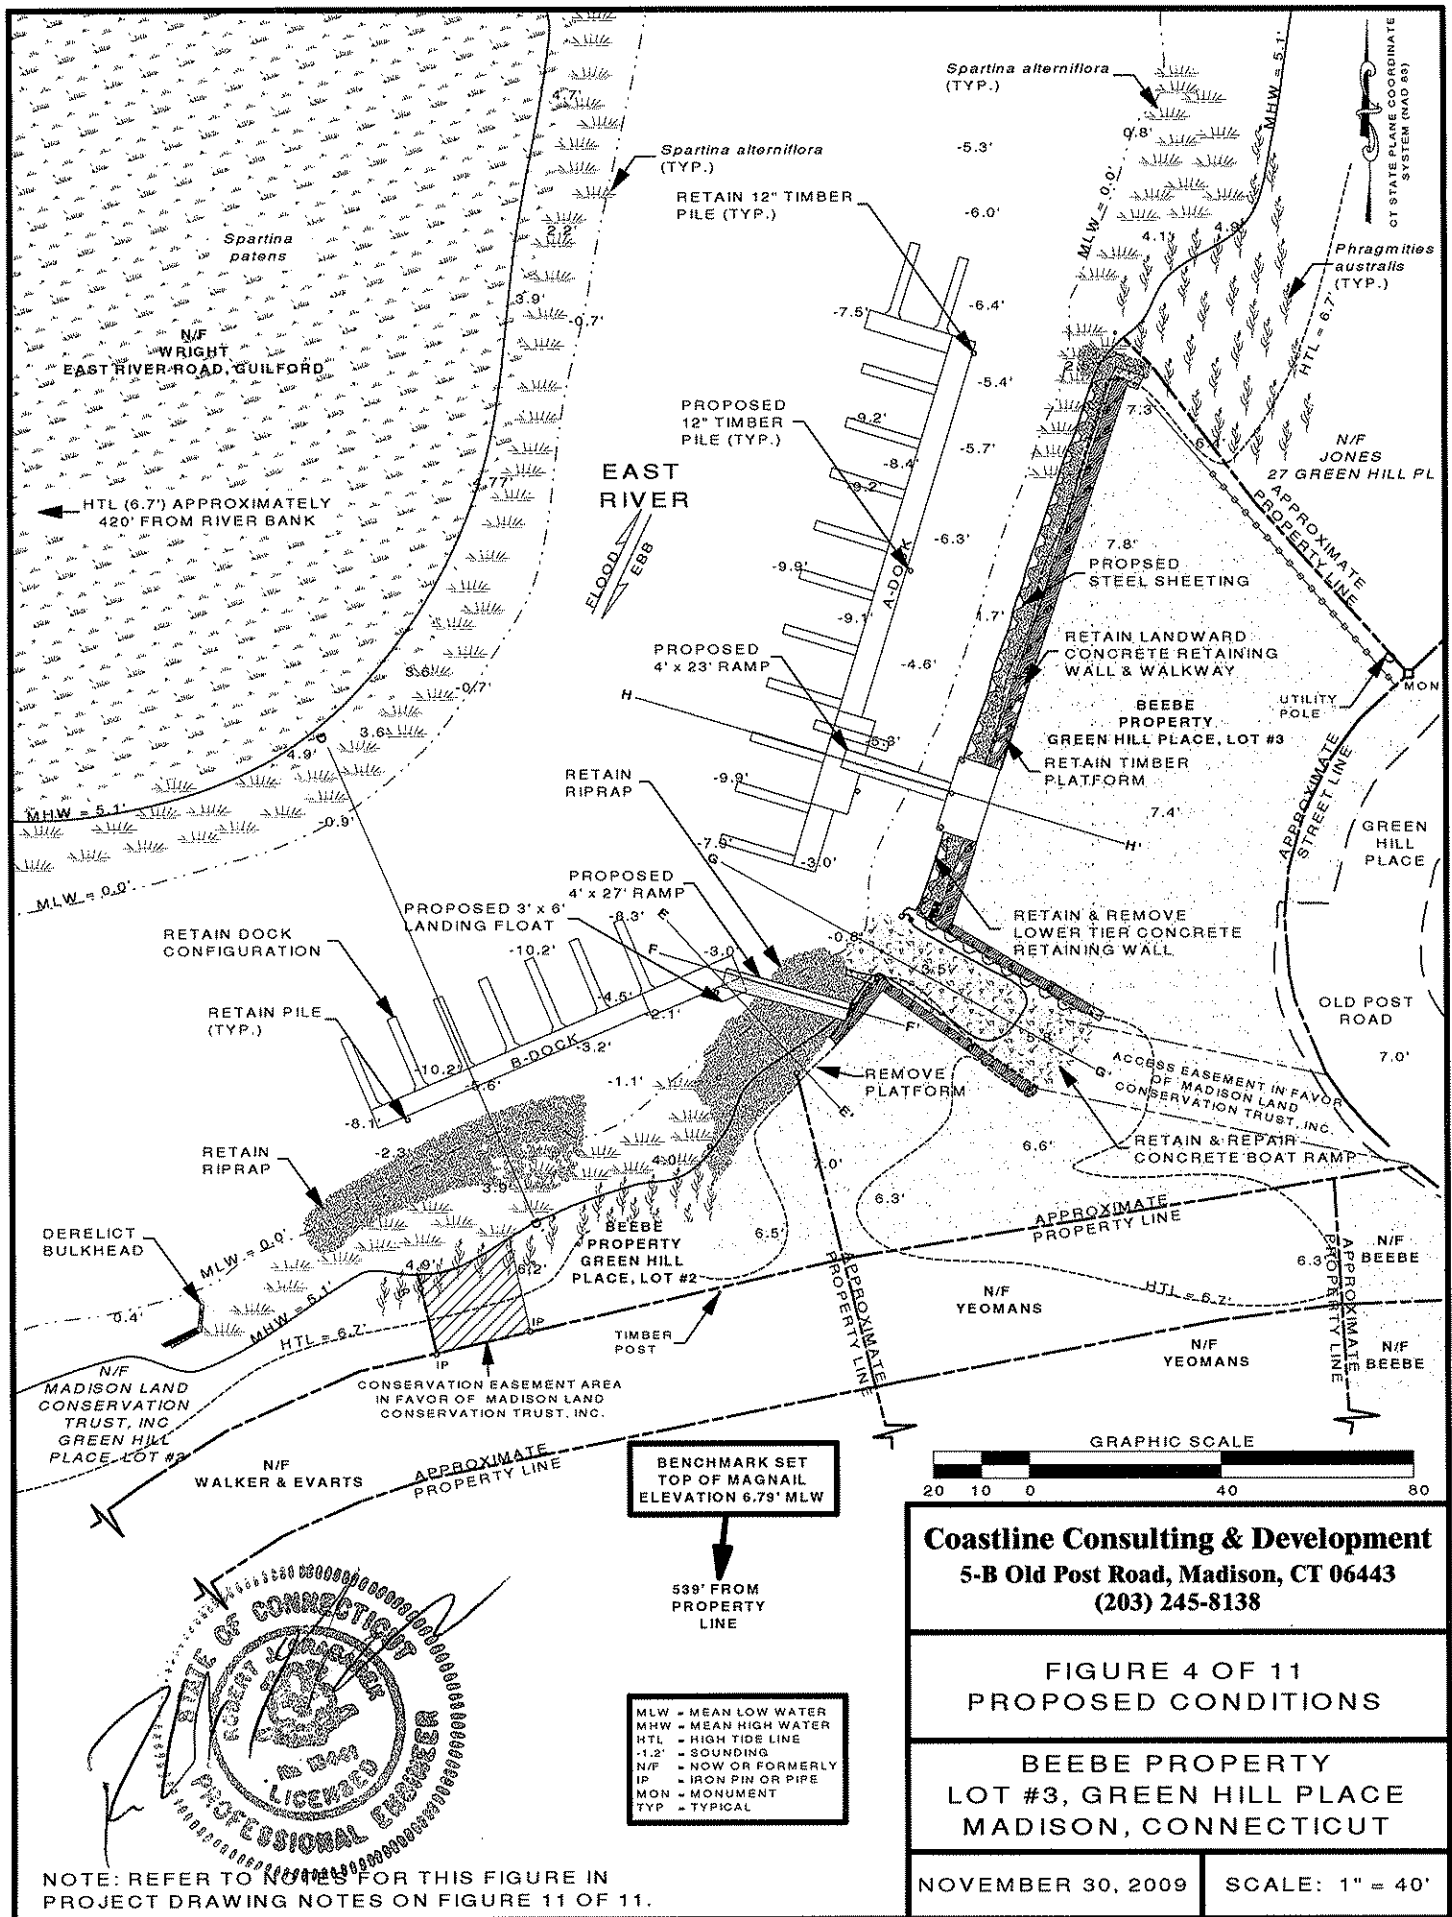 Spartina alterniflora
(TYP.)
MHW = 5.1'
CT STATE PLANE COORDINATE
SYSTEM (NAD 83)
4.7'
0.8'
-5.3'
Spartina alterniflora
(TYP.)
RETAIN 12" TIMBER
PILE (TYP.)
-6.0'
MLW = 0.0'
4.1'
4.9'
2.2'
Spartina
patens
Phragmities
australis
(TYP.)
3.9'
-0.7'
-7.5'
-6.4'
HTL = 6.7'
N/F
WRIGHT
EAST RIVER ROAD, GUILFORD
-5.4'
PROPOSED
12" TIMBER
PILE (TYP.)
7.3'
-9.2'
-5.7'
-8.4'
N/F
JONES
27 GREEN HILL PL
EAST
RIVER
4.77'
-9.2'
HTL (6.7') APPROXIMATELY
420' FROM RIVER BANK
APPROXIMATE
PROPERTY LINE
-6.3'
7.8'
FLOOD
EBB
A-DOCK
-9.9'
PROPSED
STEEL SHEETING
-9.1'
1.7'
RETAIN LANDWARD
CONCRETE RETAINING
WALL & WALKWAY
PROPOSED
4' x 23' RAMP
-4.6'
3.6'
-0.7'
H
MON
UTILITY
POLE
BEEBE
PROPERTY
GREEN HILL PLACE, LOT #3
3.6
4.9'
-5.3'
RETAIN TIMBER
PLATFORM
RETAIN
RIPRAP
-9.9'
APPROXIMATE
STREET LINE
MHW = 5.1'
-0.9'
7.4'
GREEN
HILL
PLACE
H'
-7.9'
G
-3.0'
MLW = 0.0'
PROPOSED
4' x 27' RAMP
PROPOSED 3' x 6'
LANDING FLOAT
E
-8.3'
RETAIN & REMOVE
LOWER TIER CONCRETE
RETAINING WALL
RETAIN DOCK
CONFIGURATION
-10.2'
F
-3.0'
-0.8'
3.5'
-4.5'
OLD POST
ROAD
7.0'
RETAIN PILE
(TYP.)
-2.1'
F'
B-DOCK
-3.2'
5.8'
-10.2'
-5.6'
-1.1'
REMOVE
PLATFORM
G'
ACCESS EASEMENT IN FAVOR
OF MADISON LAND
CONSERVATION TRUST, INC.
E'
-8.1'
-2.3'
RETAIN
RIPRAP
4.0'
6.6'
RETAIN & REPAIR
CONCRETE BOAT RAMP
7.0'
3.9'
6.3'
DERELICT
BULKHEAD
BEEBE
PROPERTY
GREEN HILL
PLACE, LOT #2
6.5'
APPROXIMATE
PROPERTY LINE
MLW = 0.0'
4.9'
6.2'
6.3'
N/F
BEEBE
APPROXIMATE
PROPERTY LINE
APPROXIMATE
PROPERTY LINE
HTL = 6.7'
0.4'
MHW = 5.1'
HTL = 6.7'
IP
IP
TIMBER
POST
N/F
YEOMANS
N/F
YEOMANS
N/F
BEEBE
N/F
MADISON LAND
CONSERVATION
TRUST, INC
GREEN HILL
PLACE, LOT #2
CONSERVATION EASEMENT AREA
IN FAVOR OF MADISON LAND
CONSERVATION TRUST, INC.
N/F
WALKER & EVARTS
APPROXIMATE
PROPERTY LINE
BENCHMARK SET
TOP OF MAGNAIL
ELEVATION 6.79' MLW
539' FROM
PROPERTY
LINE
GRAPHIC SCALE
20 10 0 40 80
Coastline Consulting & Development
5-B Old Post Road, Madison, CT 06443
(203) 245-8138
FIGURE 4 OF 11
PROPOSED CONDITIONS
BEEBE PROPERTY
LOT #3, GREEN HILL PLACE
MADISON, CONNECTICUT
NOVEMBER 30, 2009
SCALE: 1" = 40'
MLW = MEAN LOW WATER
MHW = MEAN HIGH WATER
HTL = HIGH TIDE LINE
-1.2' = SOUNDING
N/F = NOW OR FORMERLY
IP = IRON PIN OR PIPE
MON = MONUMENT
TYP = TYPICAL
STATE OF CONNECTICUT
ROBERT J.
LICENSED
PROFESSIONAL ENGINEER
NOTE: REFER TO NOTES FOR THIS FIGURE IN
PROJECT DRAWING NOTES ON FIGURE 11 OF 11.